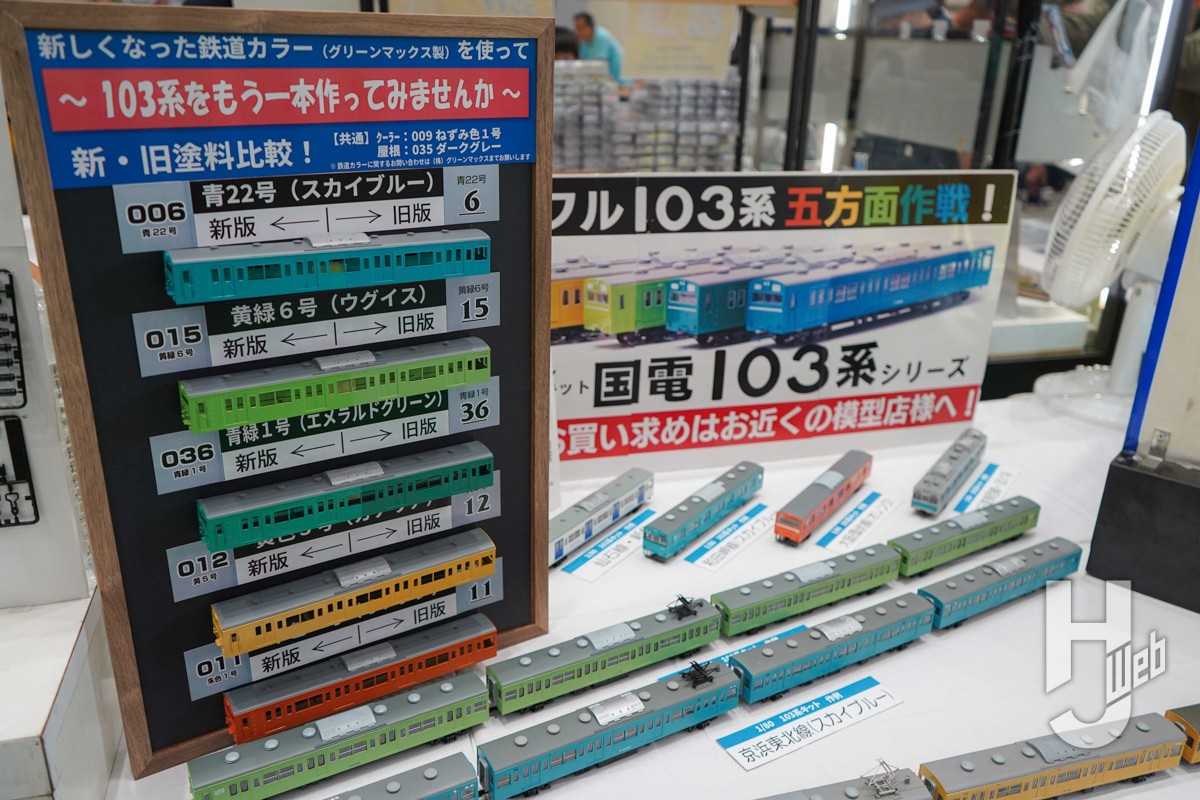 新しくなった鉄道カラー（グリーンマックス製）を使って
～ 103系をもう一本作ってみませんか ～
新・旧塗料比較！
【共通】クーラー：009 ねずみ色１号
屋根：035 ダークグレー
※ 鉄道カラーに関するお問い合わせは（株）グリーンマックスまでお願いします
006
青22号
青22号（スカイブルー）
新版 ← | → 旧版
青22号
6
015
黄緑６号
黄緑６号（ウグイス）
新版 ← | → 旧版
黄緑6号
15
036
青緑１号
青緑１号（エメラルドグリーン）
新版 ← | → 旧版
青緑1号
36
012
黄５号
新版 ← | → 旧版
12
011
朱色１号
新版 ← | → 旧版
11
フル103系 五方面作戦！
ット 国電103系シリーズ
お買い求めはお近くの模型店様へ！
1/80 103系キット 作例
京浜東北線（スカイブルー）
HJ Web